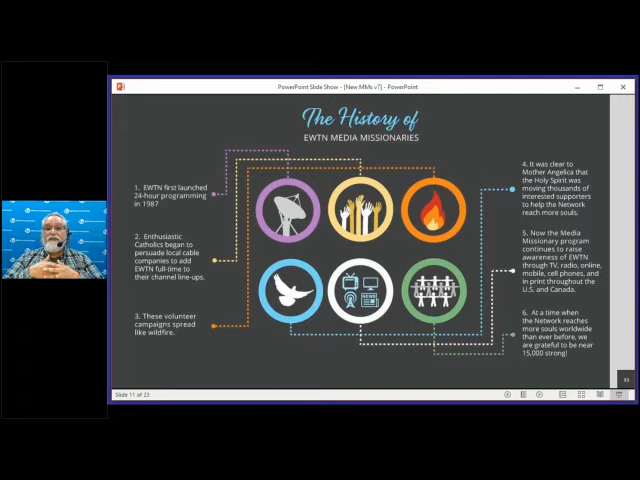 PowerPoint Slide Show - [New MMs v7] - PowerPoint
The History of
EWTN MEDIA MISSIONARIES
1. EWTN first launched
24-hour programming
in 1987
2. Enthusiastic
Catholics began to
persuade local cable
companies to add
EWTN full-time to
their channel line-ups.
3. These volunteer
campaigns spread
like wildfire.
NEWS
4. It was clear to
Mother Angelica that
the Holy Spirit was
moving thousands of
interested supporters
to help the Network
reach more souls.
5. Now the Media
Missionary program
continues to raise
awareness of EWTN
through TV, radio, online,
mobile, cell phones, and
in print throughout the
U.S. and Canada.
6. At a time when
the Network reaches
more souls worldwide
than ever before, we
are grateful to be near
15,000 strong!
Slide 11 of 23